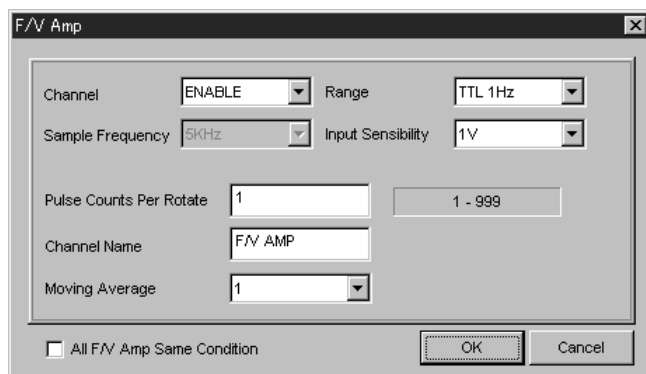 F/V Amp
Channel ENABLE Range TTL 1Hz
Sample Frequency 5KHz Input Sensibility 1V
Pulse Counts Per Rotate 1 1 - 999
Channel Name F/V AMP
Moving Average 1
All F/V Amp Same Condition OK Cancel